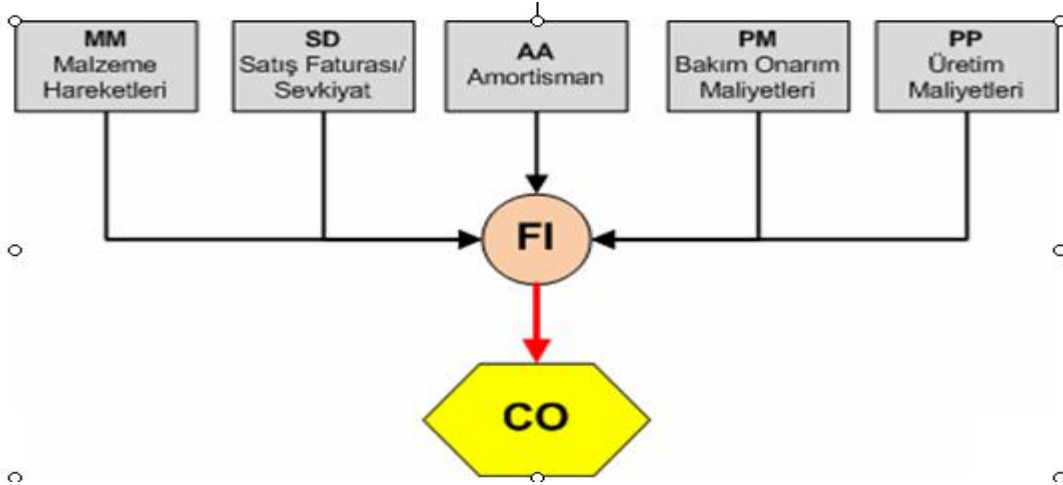 MM
Malzeme
Hareketleri
SD
Satış Faturası/
Sevkiyat
AA
Amortisman
PM
Bakım Onarım
Maliyetleri
PP
Üretim
Maliyetleri
FI
CO